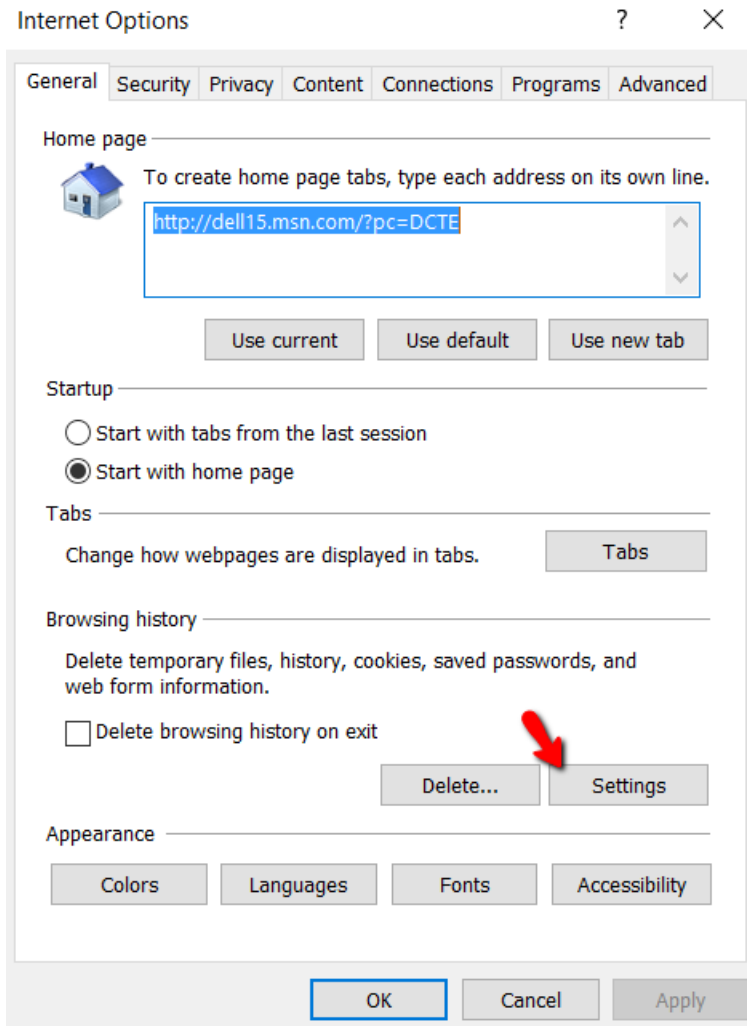 Internet Options ?
General Security Privacy Content Connections Programs Advanced
Home page
To create home page tabs, type each address on its own line.
http://dell15.msn.com/?pc=DCTE
Use current Use default Use new tab
Startup
Start with tabs from the last session
Start with home page
Tabs
Change how webpages are displayed in tabs. Tabs
Browsing history
Delete temporary files, history, cookies, saved passwords, and
web form information.
Delete browsing history on exit
Delete... Settings
Appearance
Colors Languages Fonts Accessibility
OK Cancel Apply